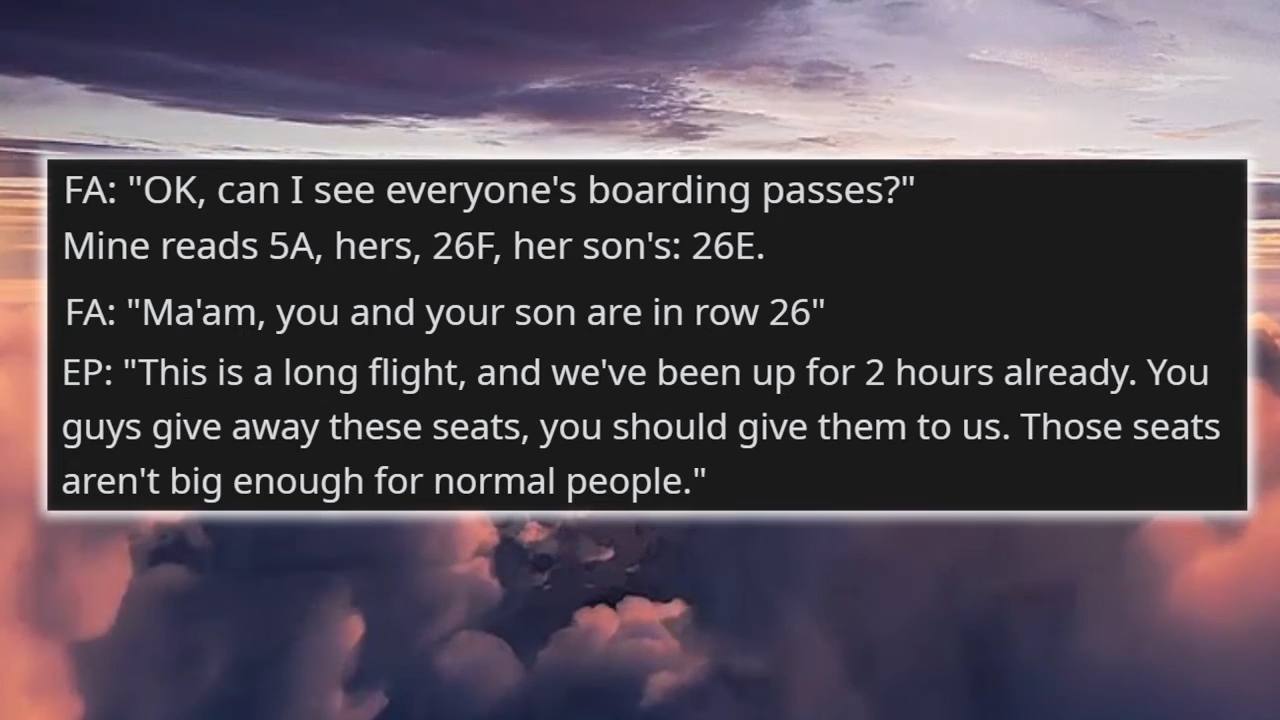 FA: "OK, can I see everyone's boarding passes?"
Mine reads 5A, hers, 26F, her son's: 26E.
FA: "Ma'am, you and your son are in row 26"
EP: "This is a long flight, and we've been up for 2 hours already. You
guys give away these seats, you should give them to us. Those seats
aren't big enough for normal people."